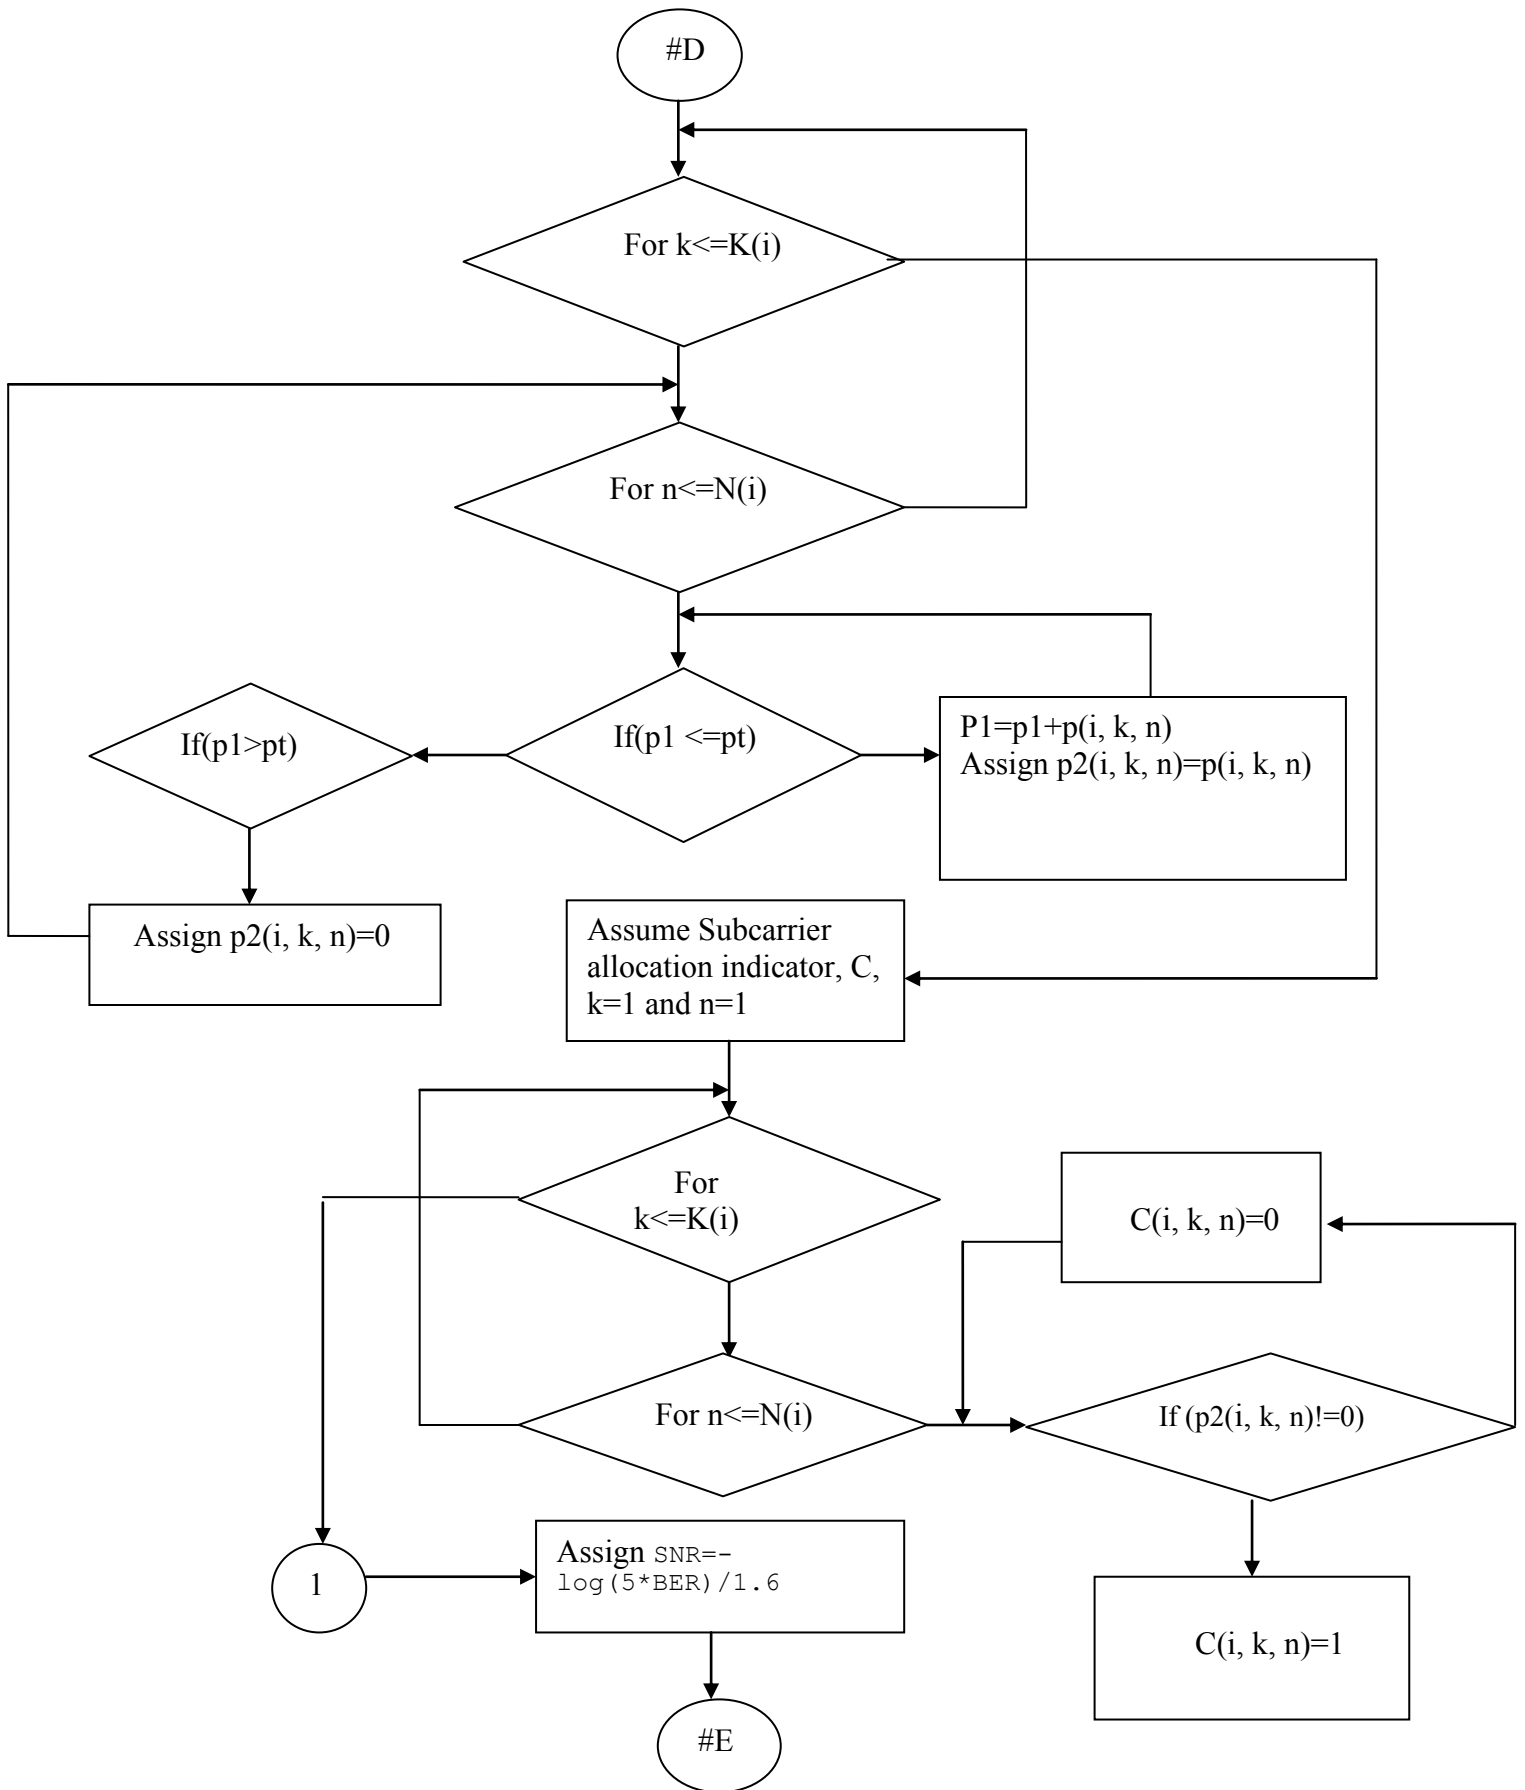 #D
For k<=K(i)
For n<=N(i)
If(p1>pt)
If(p1 <=pt)
P1=p1+p(i, k, n)
Assign p2(i, k, n)=p(i, k, n)
Assign p2(i, k, n)=0
Assume Subcarrier
allocation indicator, C,
k=1 and n=1
For
k<=K(i)
C(i, k, n)=0
For n<=N(i)
If (p2(i, k, n)!=0)
1
Assign SNR=-
log(5*BER)/1.6
C(i, k, n)=1
#E